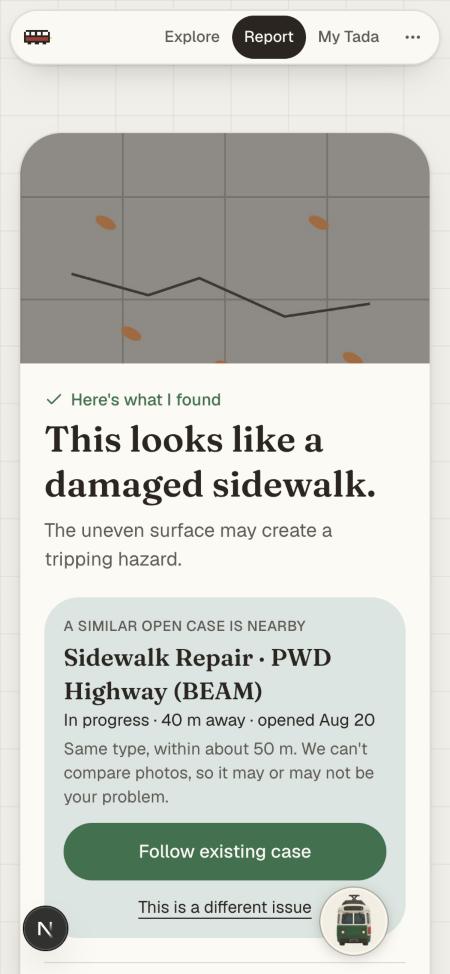 Explore Report My Tada
Here's what I found
This looks like a
damaged sidewalk.
The uneven surface may create a
tripping hazard.
A SIMILAR OPEN CASE IS NEARBY
Sidewalk Repair · PWD
Highway (BEAM)
In progress · 40 m away · opened Aug 20
Same type, within about 50 m. We can't
compare photos, so it may or may not be
your problem.
Follow existing case
This is a different issue
N